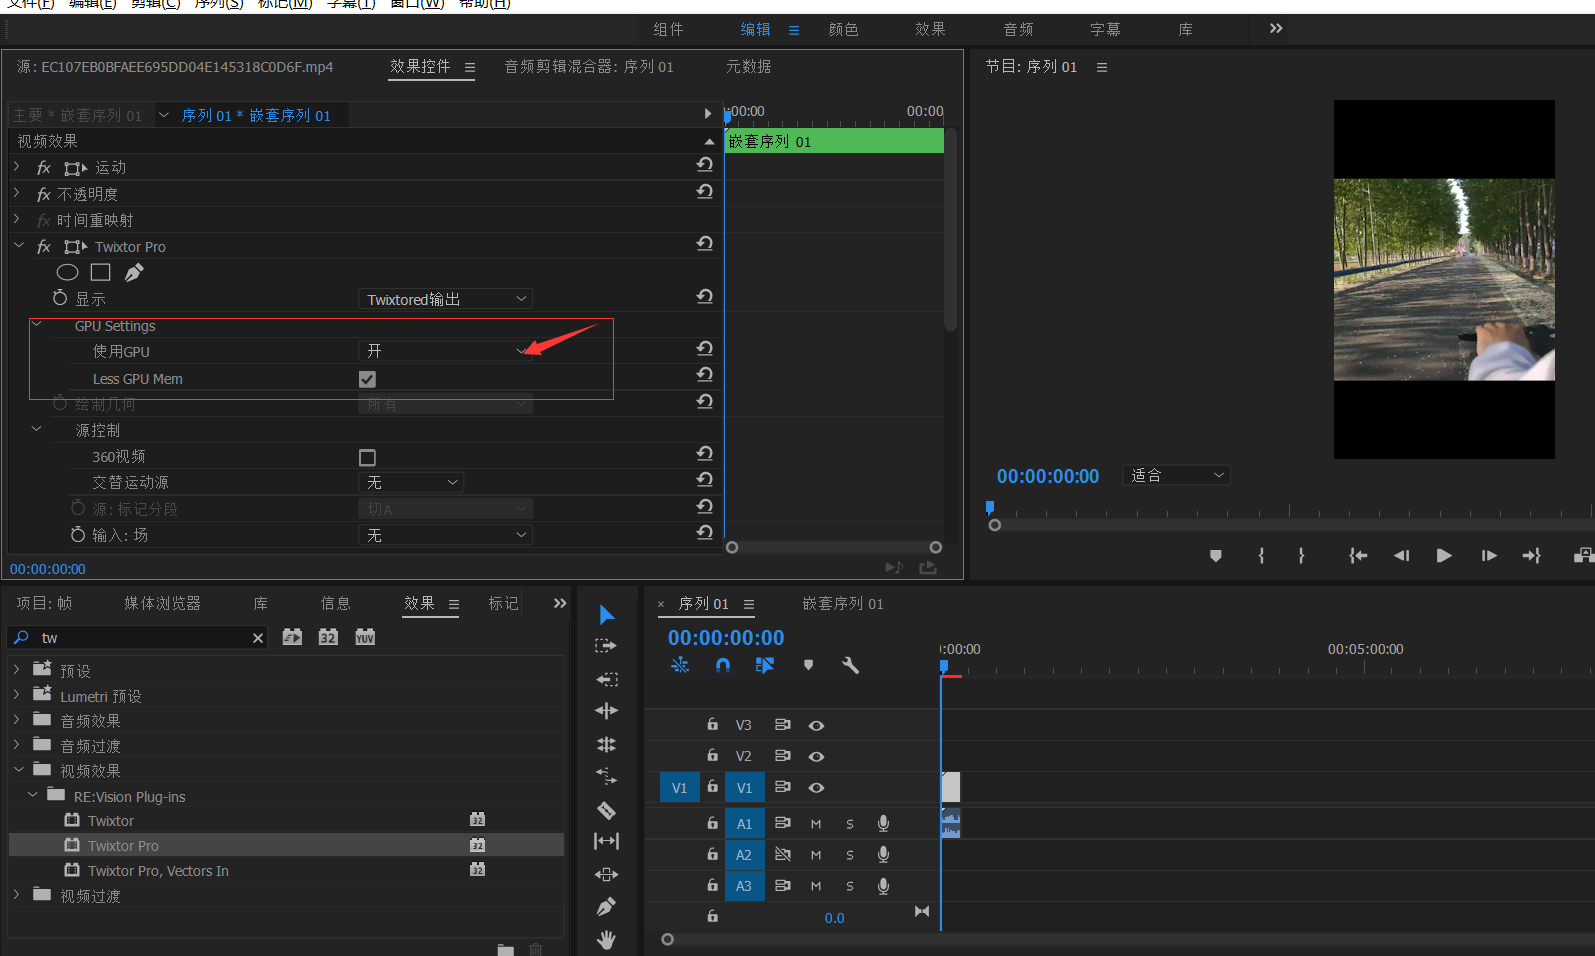 文件(F) 编辑(E) 剪辑(C) 序列(S) 标记(M) 字幕(T) 窗口(W) 帮助(H)
组件 编辑 颜色 效果 音频 字幕 库
源: EC107EB0BFAEE695DD04E145318C0D6F.mp4 效果控件 音频剪辑混合器: 序列 01 元数据
节目: 序列 01
主要 * 嵌套序列 01 序列 01 * 嵌套序列 01
:00:00 00:00
视频效果
嵌套序列 01
fx 运动
fx 不透明度
fx 时间重映射
fx Twixtor Pro
显示 Twixtored输出
GPU Settings
使用GPU 开
Less GPU Mem
绘制几何 所有
源控制
360视频
交替运动源 无
源: 标记分段 切A
输入: 场 无
00:00:00:00
00:00:00:00 适合
项目: 帧 媒体浏览器 库 信息 效果 标记
tw
32 YUV
预设
Lumetri 预设
音频效果
音频过渡
视频效果
RE:Vision Plug-ins
Twixtor 32
Twixtor Pro 32
Twixtor Pro, Vectors In 32
视频过渡
× 序列 01 嵌套序列 01
00:00:00:00
:00:00 00:05:00:00
V3
V2
V1 V1
A1 M S
A2 M S
A3 M S
0.0